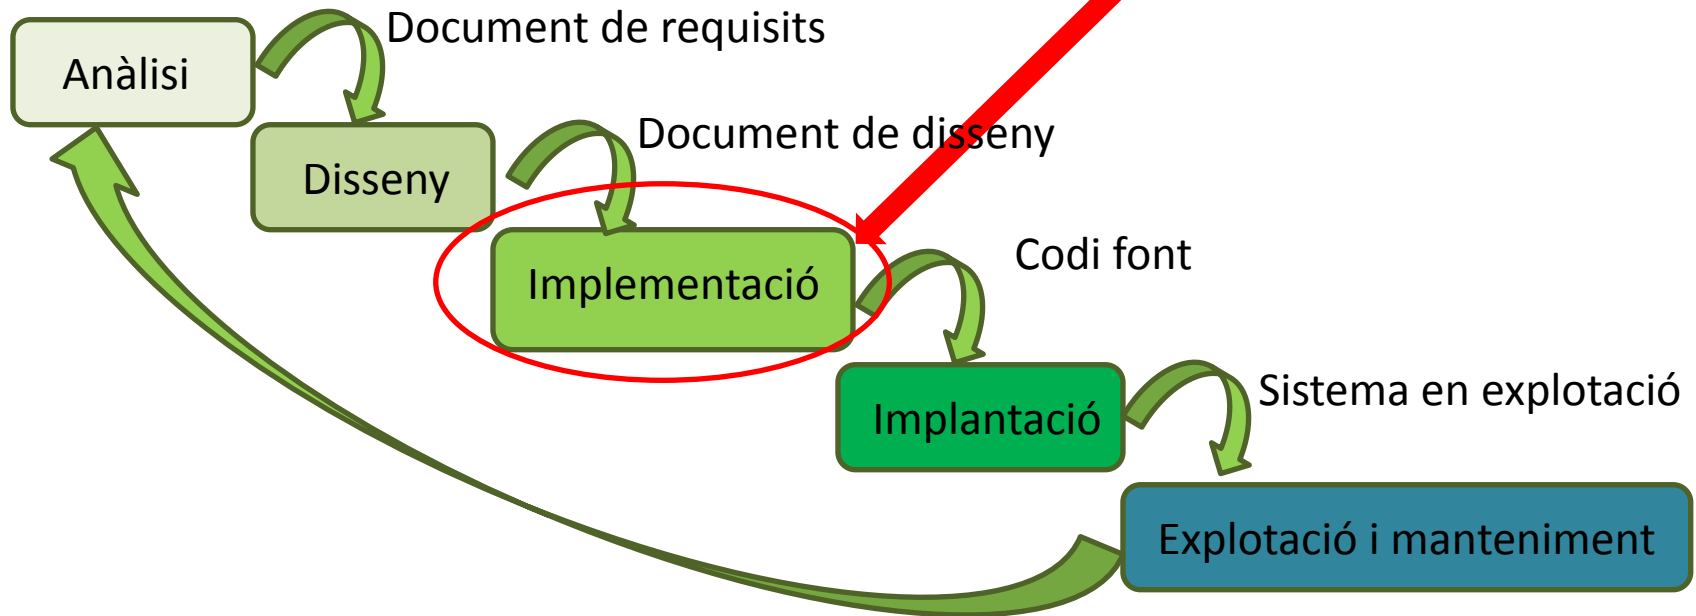 Document de requisits
Anàlisi
Document de disseny
Disseny
Codi font
Implementació
Sistema en explotació
Implantació
Explotació i manteniment